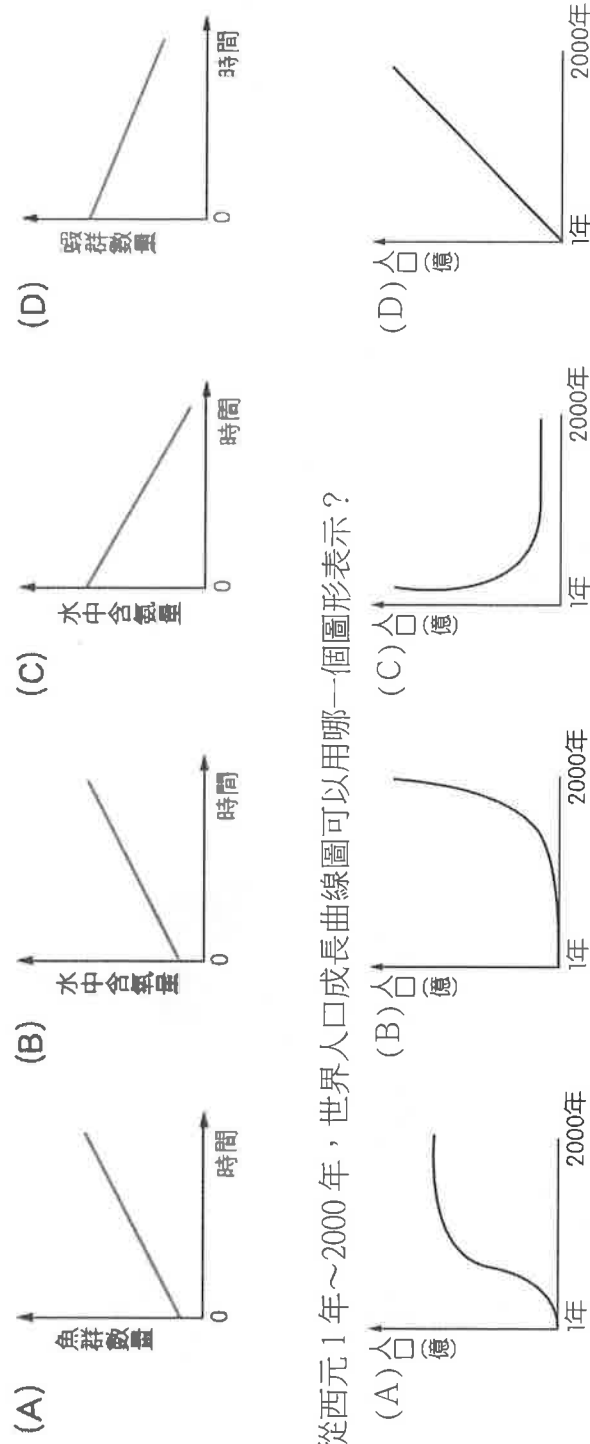 (A)
魚群數量
0
時間
(B)
水中含氧量
0
時間
(C)
水中含氨量
0
時間
(D)
蝦群數量
0
時間
從西元 1 年～2000 年，世界人口成長曲線圖可以用哪一個圖形表示？
(A)
人口(億)
1年
2000年
(B)
人口(億)
1年
2000年
(C)
人口(億)
1年
2000年
(D)
人口(億)
1年
2000年